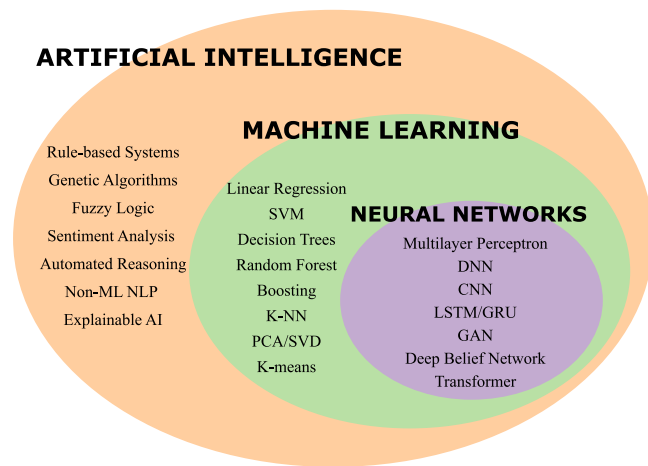 ARTIFICIAL INTELLIGENCE
Rule-based Systems
Genetic Algorithms
Fuzzy Logic
Sentiment Analysis
Automated Reasoning
Non-ML NLP
Explainable AI
MACHINE LEARNING
Linear Regression
SVM
Decision Trees
Random Forest
Boosting
K-NN
PCA/SVD
K-means
NEURAL NETWORKS
Multilayer Perceptron
DNN
CNN
LSTM/GRU
GAN
Deep Belief Network
Transformer